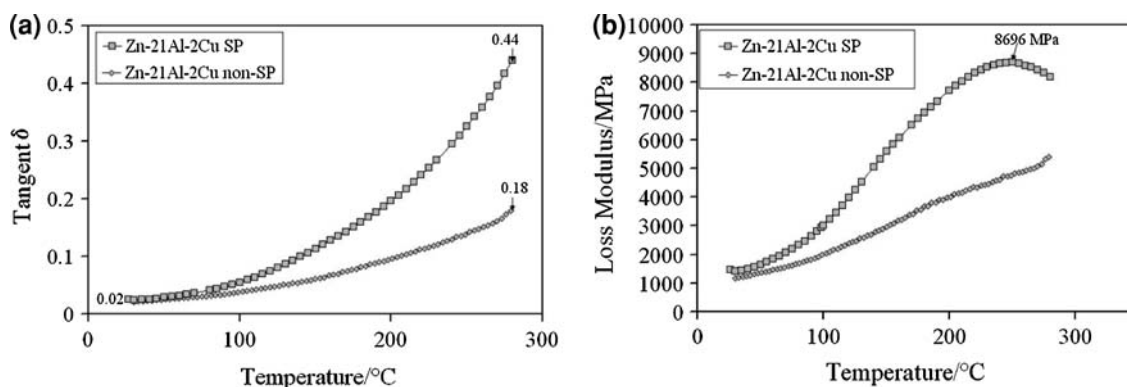 (a)
0.5
0.4
0.3
0.2
0.1
0
Tangent δ
Zn-21Al-2Cu SP
Zn-21Al-2Cu non-SP
0.44
0.18
0.02
0
100
200
300
Temperature/°C
(b)
10000
9000
8000
7000
6000
5000
4000
3000
2000
1000
0
Loss Modulus/MPa
Zn-21Al-2Cu SP
Zn-21Al-2Cu non-SP
8696 MPa
0
100
200
300
Temperature/°C